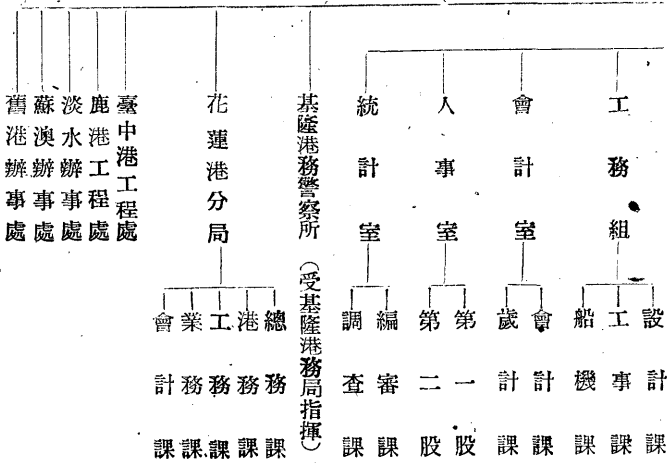 工務組
設計課
工事課
船機課
會計室
會計課
歲計課
人事室
第一股
第二股
統計室
編審課
調查課
基隆港務警察所(受基隆港務局指揮)
花蓮港分局
總務課
港務課
工務課
業務課
會計課
臺中港工程處
鹿港工程處
淡水辦事處
蘇澳辦事處
舊港辦事處